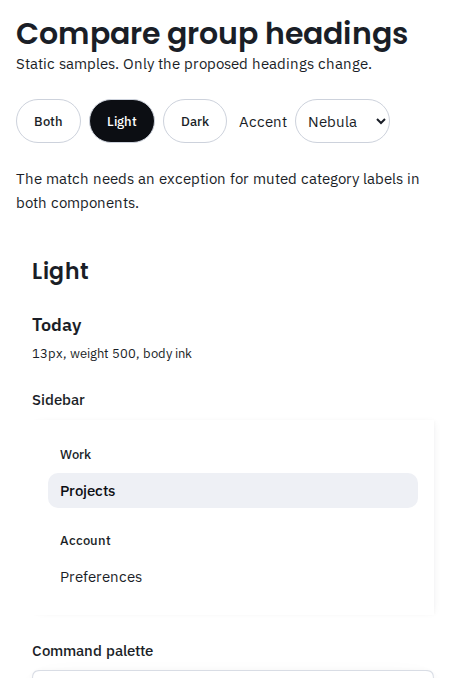 Compare group headings
Static samples. Only the proposed headings change.
Both Light Dark Accent Nebula
The match needs an exception for muted category labels in
both components.
Light
Today
13px, weight 500, body ink
Sidebar
Work
Projects
Account
Preferences
Command palette